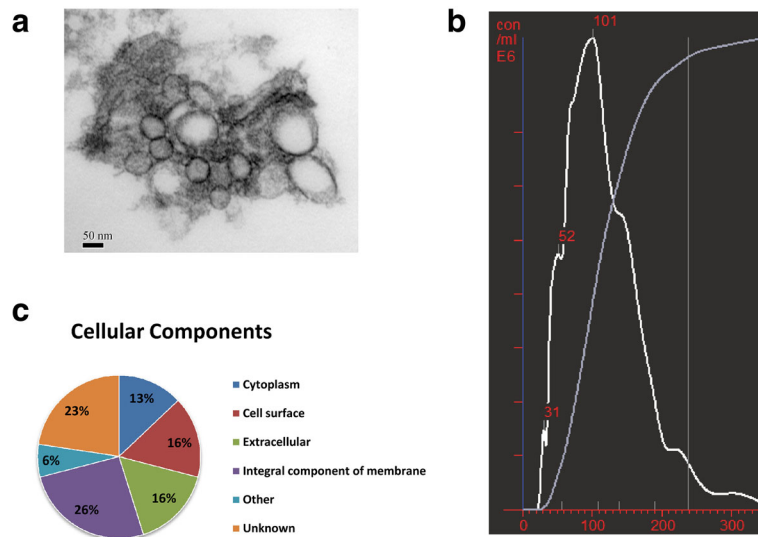 a
50 nm
b
con
/ml
E6
101
52
31
0
100
200
300
c
Cellular Components
13%
16%
16%
26%
6%
23%
Cytoplasm
Cell surface
Extracellular
Integral component of membrane
Other
Unknown